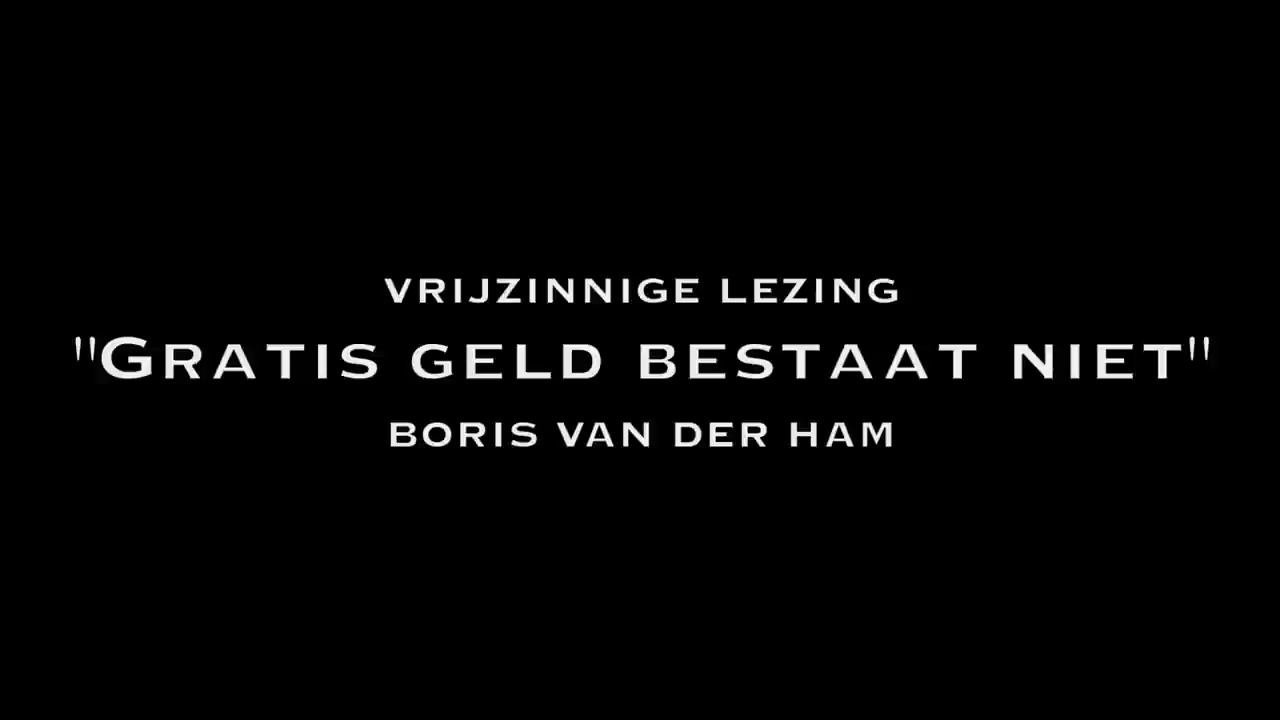 VRIJZINNIGE LEZING
"GRATIS GELD BESTAAT NIET"
BORIS VAN DER HAM